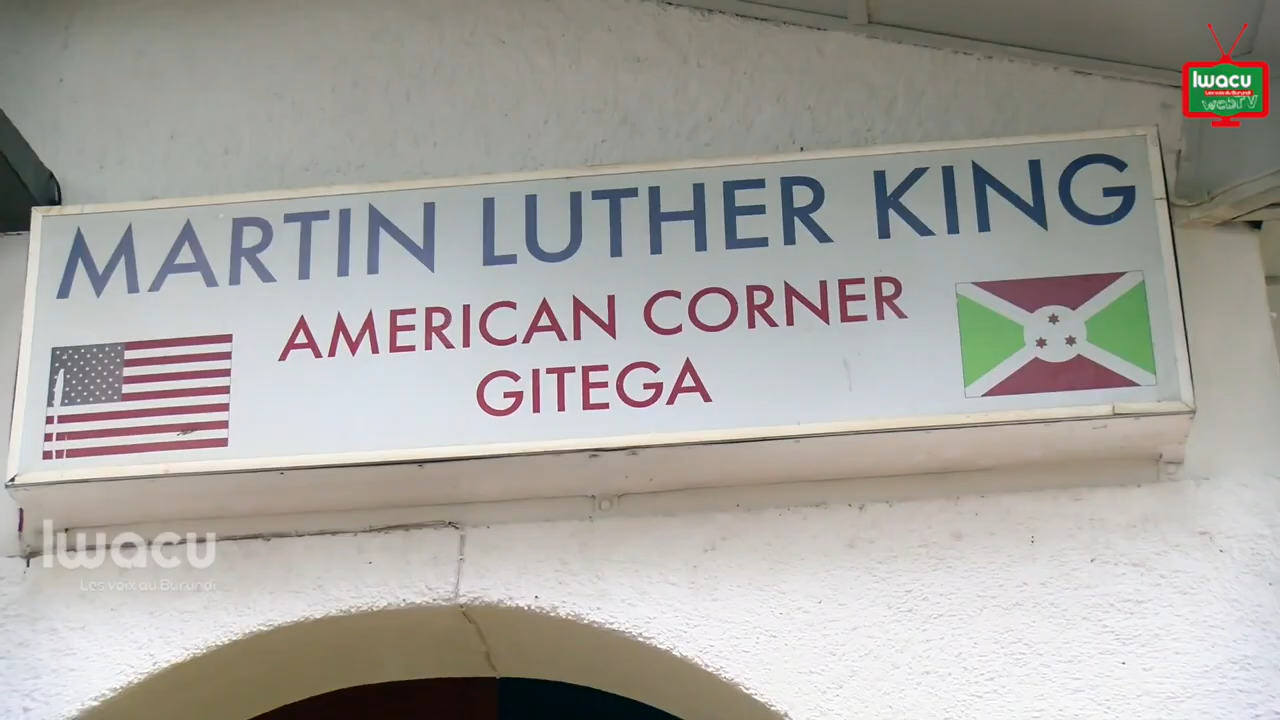 Iwacu
Les voix du Burundi
webTV
MARTIN LUTHER KING
AMERICAN CORNER
GITEGA
Iwacu
Les voix du Burundi